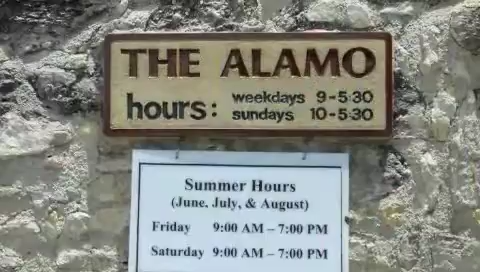 THE ALAMO
hours: weekdays 9-5:30
sundays 10-5:30
Summer Hours
(June, July, & August)
Friday 9:00 AM – 7:00 PM
Saturday 9:00 AM – 7:00 PM